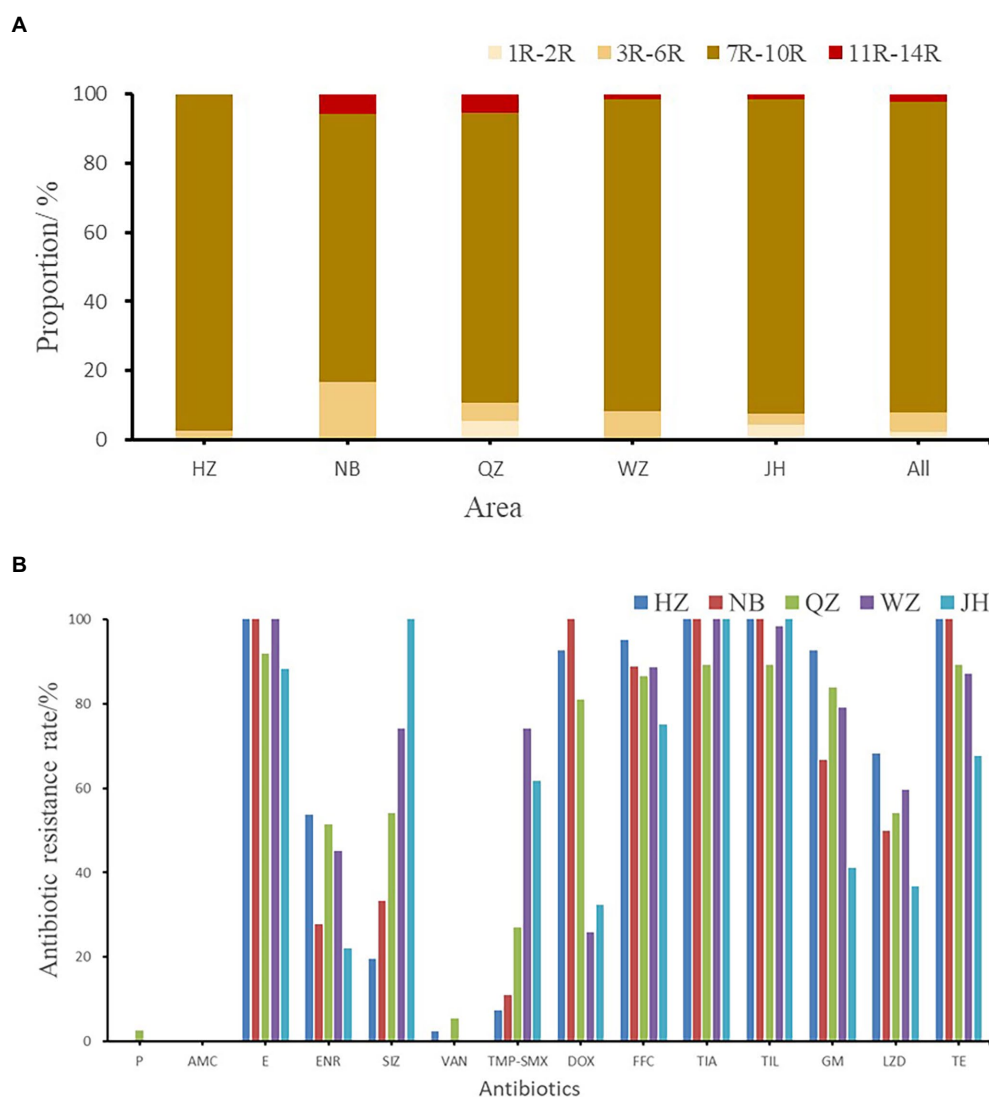 A
1R-2R 3R-6R 7R-10R 11R-14R
100
80
60
40
20
0
Proportion/ %
HZ NB QZ WZ JH All
Area
B
HZ NB QZ WZ JH
100
80
60
40
20
0
Antibiotic resistance rate/%
P AMC E ENR SIZ VAN TMP-SMX DOX FFC TIA TIL GM LZD TE
Antibiotics